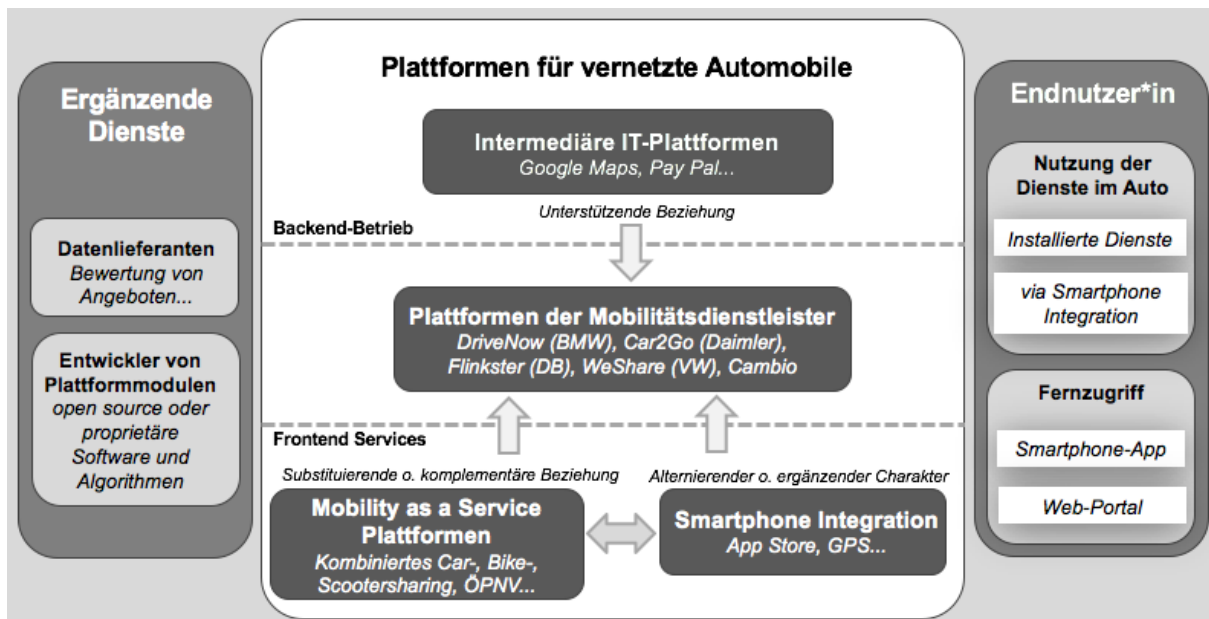 Plattformen für vernetzte Automobile
Ergänzende
Dienste
Datenlieferanten
Bewertung von
Angeboten...
Entwickler von
Plattformmodulen
open source oder
proprietäre
Software und
Algorithmen
Intermediäre IT-Plattformen
Google Maps, Pay Pal...
Unterstützende Beziehung
Backend-Betrieb
Plattformen der Mobilitätsdienstleister
DriveNow (BMW), Car2Go (Daimler),
Flinkster (DB), WeShare (VW), Cambio
Frontend Services
Substituierende o. komplementäre Beziehung
Alternierender o. ergänzender Charakter
Mobility as a Service
Plattformen
Kombiniertes Car-, Bike-,
Scootersharing, ÖPNV...
Smartphone Integration
App Store, GPS...
Endnutzer*in
Nutzung der
Dienste im Auto
Installierte Dienste
via Smartphone
Integration
Fernzugriff
Smartphone-App
Web-Portal